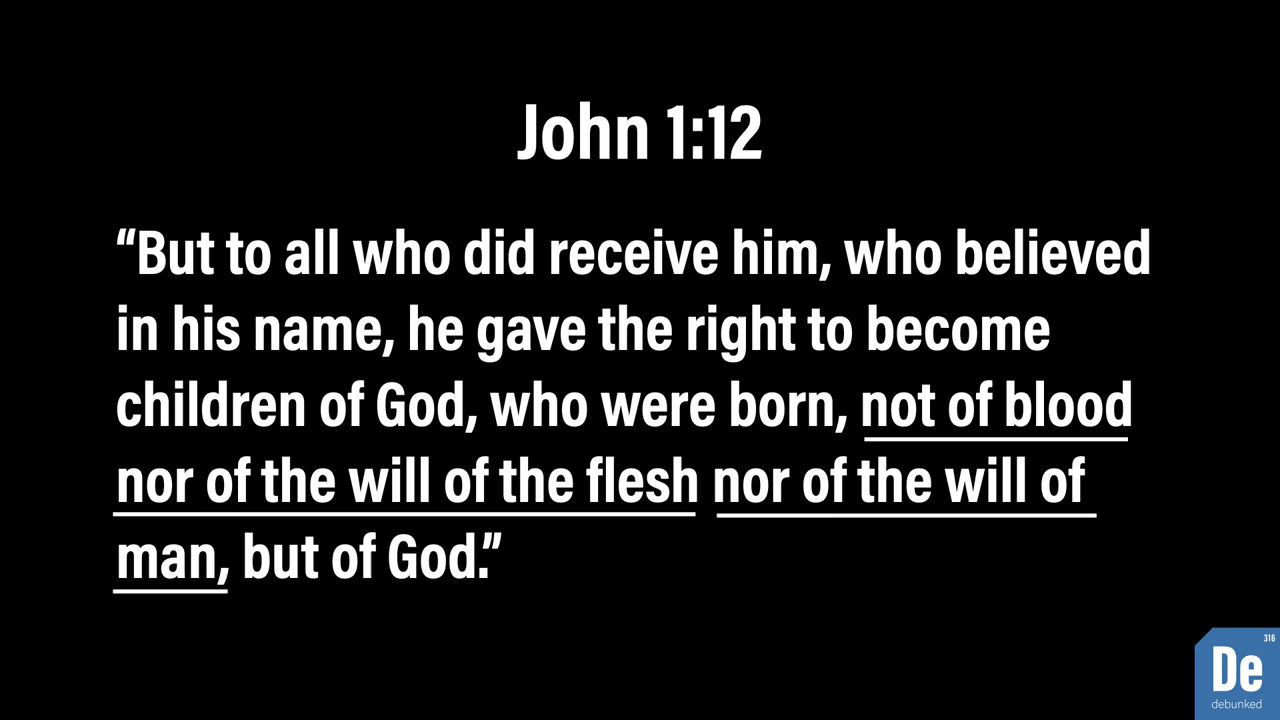 John 1:12
“But to all who did receive him, who believed
in his name, he gave the right to become
children of God, who were born, not of blood
nor of the will of the flesh nor of the will of
man, but of God.”
316
De
debunked